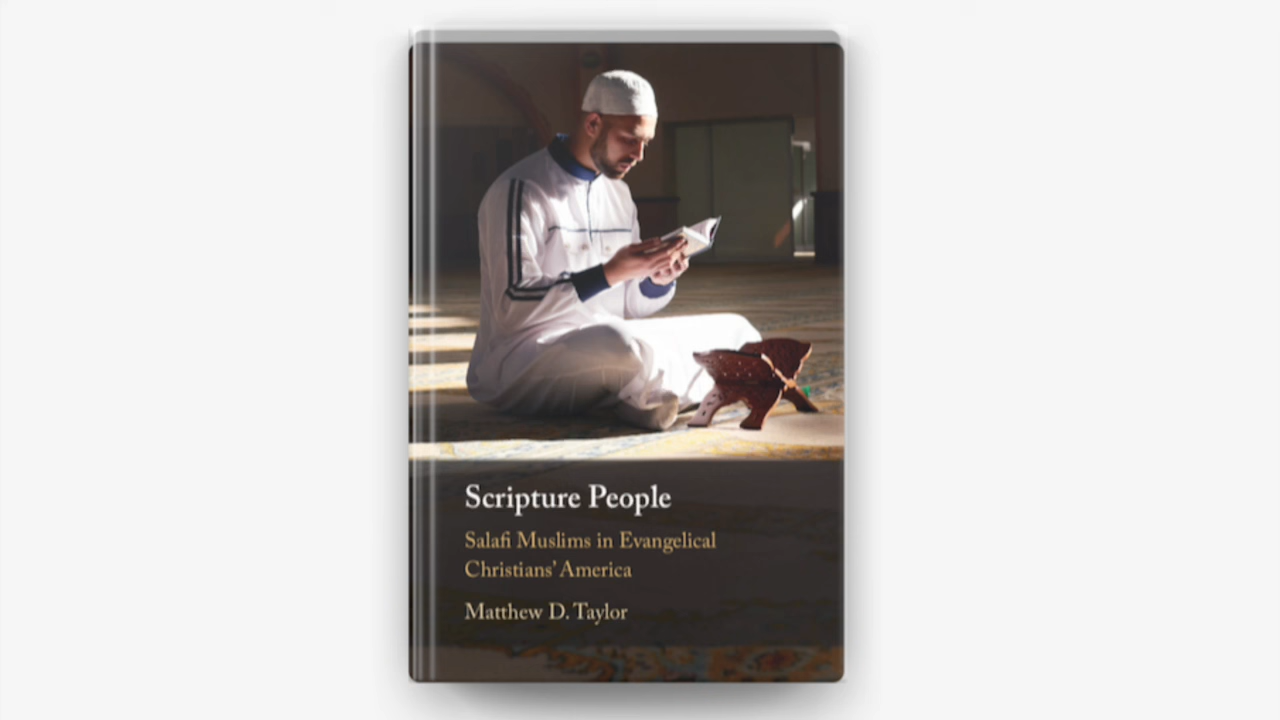 Scripture People
Salafi Muslims in Evangelical
Christians' America
Matthew D. Taylor